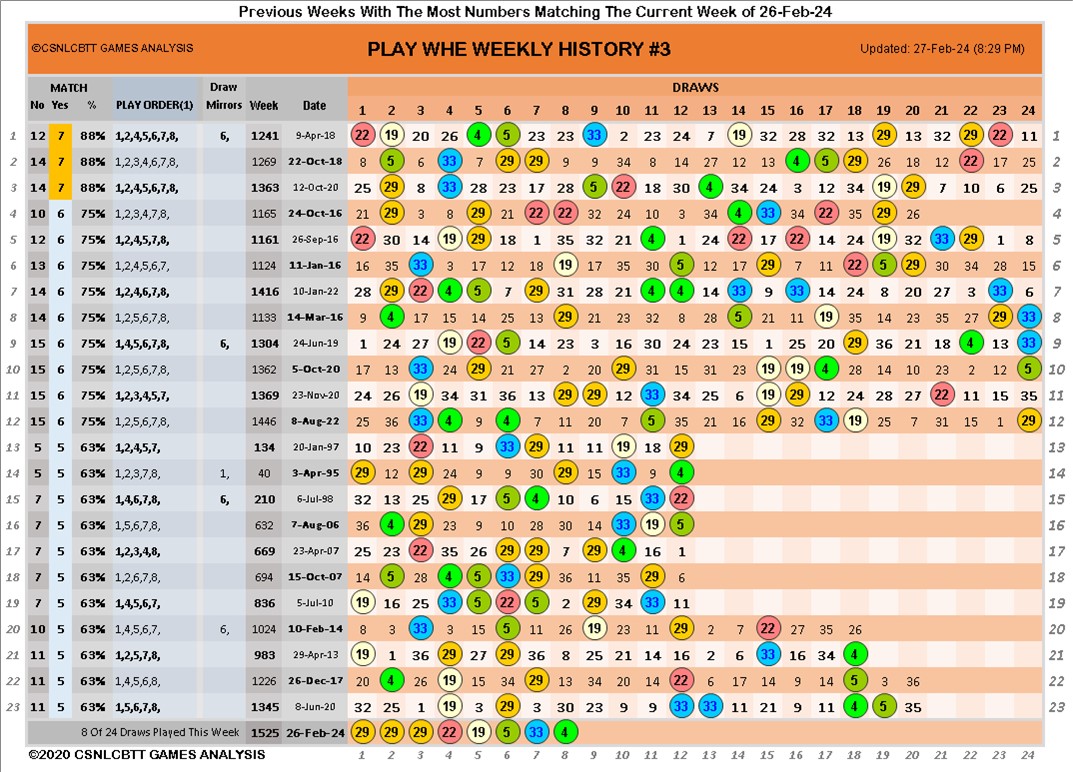 Previous Weeks With The Most Numbers Matching The Current Week of 26-Feb-24
©CSNLCBTT GAMES ANALYSIS PLAY WHE WEEKLY HISTORY #3 Updated: 27-Feb-24 (8:29 PM)
MATCH Draw DRAWS
No Yes % PLAY ORDER(1) Mirrors Week Date 1 2 3 4 5 6 7 8 9 10 11 12 13 14 15 16 17 18 19 20 21 22 23 24
1 12 7 88% 1,2,4,5,6,7,8, 6, 1241 9-Apr-18 22 19 20 26 4 5 23 23 33 2 23 12 24 7 14 19 32 28 32 13 29 13 32 29 22 11 1
2 14 7 88% 1,2,3,4,6,7,8, 1269 22-Oct-18 8 5 6 33 7 29 29 9 9 34 8 14 27 12 13 16 4 5 29 26 18 12 22 17 25 2
3 14 7 88% 1,2,4,5,6,7,8, 1363 12-Oct-20 25 29 8 33 28 23 17 28 5 22 18 30 4 34 24 3 12 34 19 29 7 10 6 25 3
4 10 6 75% 1,2,3,4,7,8, 1165 24-Oct-16 21 29 3 8 29 21 22 22 32 24 10 3 34 4 33 34 22 35 29 26 4
5 12 6 75% 1,2,4,5,7,8, 1161 26-Sep-16 22 30 14 19 29 18 1 35 32 21 4 1 24 22 17 22 14 24 19 32 33 29 1 8 5
6 13 6 75% 1,2,4,5,6,7, 1124 11-Jan-16 16 35 33 3 17 12 18 19 17 35 30 5 12 17 29 7 11 22 5 29 30 34 28 15 6
7 14 6 75% 1,2,4,6,7,8, 1416 10-Jan-22 28 29 22 4 5 7 29 31 28 21 4 4 14 33 9 33 14 24 8 20 27 3 33 6 7
8 14 6 75% 1,2,5,6,7,8, 1133 14-Mar-16 9 4 17 15 14 25 13 29 21 23 32 8 28 5 21 11 19 35 14 23 35 27 29 33 8
9 15 6 75% 1,4,5,6,7,8, 6, 1304 24-Jun-19 1 24 27 19 22 5 14 23 3 16 30 24 23 15 1 25 20 29 36 21 18 4 13 33 9
10 15 6 75% 1,2,5,6,7,8, 1362 5-Oct-20 17 13 33 24 29 21 27 2 20 29 31 25 31 25 19 19 4 28 14 10 23 2 12 5 10
11 15 6 75% 1,2,3,4,5,7, 1369 23-Nov-20 24 26 19 34 31 36 13 29 29 12 33 34 25 6 19 29 12 24 28 27 22 11 15 35 11
12 15 6 75% 1,2,5,6,7,8, 1446 8-Aug-22 25 36 33 4 9 4 7 11 20 7 5 35 21 15 29 32 33 19 25 7 31 15 1 29 12
13 5 5 63% 1,2,4,5,7, 134 20-Jan-97 10 23 22 11 9 33 29 11 11 19 18 29 13
14 5 5 63% 1,2,3,7,8, 1, 40 3-Apr-95 29 12 29 24 9 9 30 29 15 33 9 4 14
15 7 5 63% 1,4,6,7,8, 6, 210 6-Jul-98 32 13 25 29 17 5 4 10 6 15 33 22 15
16 7 5 63% 1,5,6,7,8, 632 7-Aug-06 36 4 29 23 9 10 28 30 14 33 19 5 16
17 7 5 63% 1,2,3,4,8, 669 23-Apr-07 25 23 22 35 26 29 29 7 29 4 16 1 17
18 7 5 63% 1,2,6,7,8, 694 15-Oct-07 14 5 28 4 5 33 29 36 11 35 29 6 18
19 7 5 63% 1,4,5,6,7, 836 5-Jul-10 19 16 25 33 5 22 5 2 29 34 33 11 19
20 10 5 63% 1,4,5,6,7, 6, 1024 10-Feb-14 8 3 33 3 15 5 11 26 19 23 11 29 2 7 22 27 35 26 20
21 11 5 63% 1,2,5,7,8, 983 29-Apr-13 19 1 36 29 27 29 36 8 25 21 14 16 2 6 33 16 34 4 21
22 11 5 63% 1,4,5,6,8, 1226 26-Dec-17 20 4 26 19 15 34 29 13 34 20 14 22 6 17 14 9 14 5 3 36 22
23 11 5 63% 1,5,6,7,8, 1345 8-Jun-20 32 25 1 19 3 29 3 30 23 9 9 33 33 11 21 9 11 4 5 35 23
8 Of 24 Draws Played This Week 1525 26-Feb-24 29 29 29 22 19 5 33 4
©2020 CSNLCBTT GAMES ANALYSIS 1 2 3 4 5 6 7 8 9 10 11 12 13 14 15 16 17 18 19 20 21 22 23 24